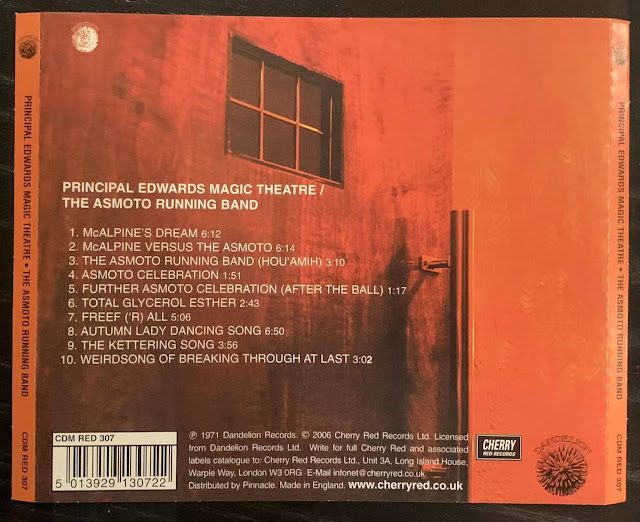 PRINCIPAL EDWARDS MAGIC THEATRE • THE ASMOTO RUNNING BAND
CDM RED 307
PRINCIPAL EDWARDS MAGIC THEATRE /
THE ASMOTO RUNNING BAND
1. McALPINE'S DREAM 6:12
2. McALPINE VERSUS THE ASMOTO 6:14
3. THE ASMOTO RUNNING BAND (HOU'AMIH) 3:10
4. ASMOTO CELEBRATION 1:51
5. FURTHER ASMOTO CELEBRATION (AFTER THE BALL) 1:17
6. TOTAL GLYCEROL ESTHER 2:43
7. FREEF ('R) ALL 5:06
8. AUTUMN LADY DANCING SONG 6:50
9. THE KETTERING SONG 3:56
10. WEIRDSONG OF BREAKING THROUGH AT LAST 3:02
CDM RED 307
5 013929 130722
℗ 1971 Dandelion Records. © 2006 Cherry Red Records Ltd. Licensed
from Dandelion Records Ltd. Write for full Cherry Red and associated
labels catalogue to: Cherry Red Records Ltd., Unit 3A, Long Island House,
Warple Way, London W3 0RG E-Mail infonet@cherryred.co.uk
Distributed by Pinnacle. Made in England. www.cherryred.co.uk
CHERRY
RED RECORDS
DANDELION
PRINCIPAL EDWARDS MAGIC THEATRE • THE ASMOTO RUNNING BAND
CDM RED 307